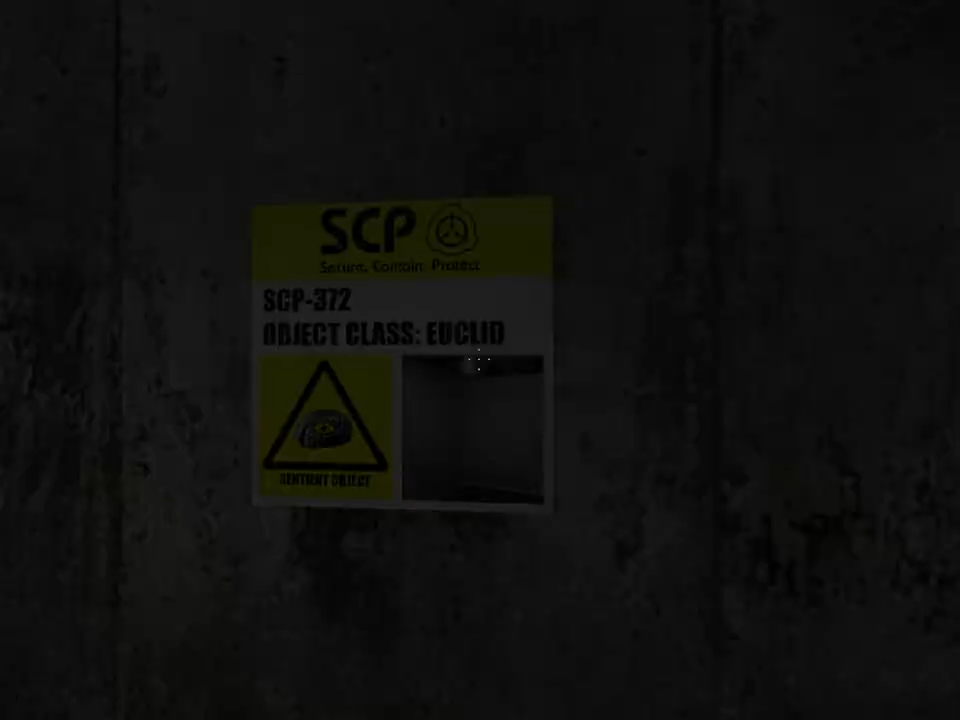 SCP
Secure. Contain. Protect
SCP-372
OBJECT CLASS: EUCLID
SENTIENT OBJECT